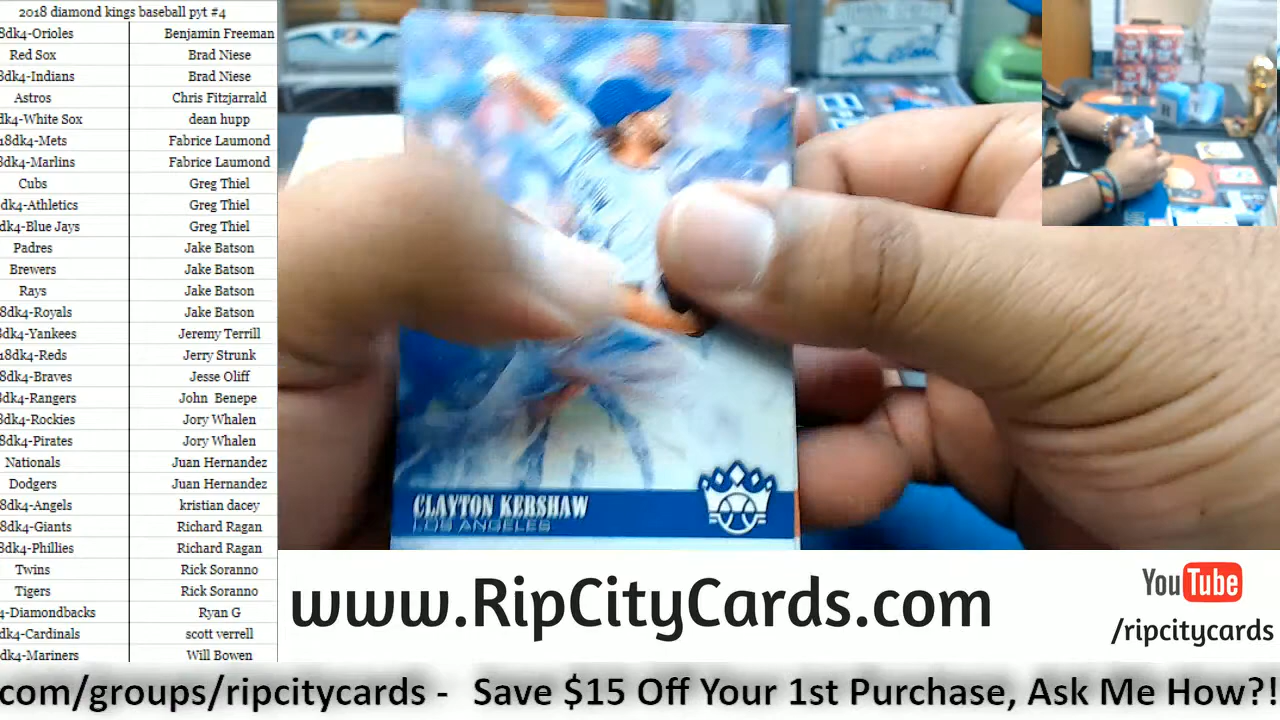 2018 diamond kings baseball pyt #4
8dk4-Orioles Benjamin Freeman
Red Sox Brad Niese
8dk4-Indians Brad Niese
Astros Chris Fitzjarrald
dk4-White Sox dean hupp
18dk4-Mets Fabrice Laumond
8dk4-Marlins Fabrice Laumond
Cubs Greg Thiel
dk4-Athletics Greg Thiel
dk4-Blue Jays Greg Thiel
Padres Jake Batson
Brewers Jake Batson
Rays Jake Batson
8dk4-Royals Jake Batson
8dk4-Yankees Jeremy Terrill
18dk4-Reds Jerry Strunk
8dk4-Braves Jesse Oliff
8dk4-Rangers John Benepe
8dk4-Rockies Jory Whalen
8dk4-Pirates Jory Whalen
Nationals Juan Hernandez
Dodgers Juan Hernandez
8dk4-Angels kristian dacey
8dk4-Giants Richard Ragan
8dk4-Phillies Richard Ragan
Twins Rick Soranno
Tigers Rick Soranno
4-Diamondbacks Ryan G
dk4-Cardinals scott verrell
dk4-Mariners Will Bowen
CLAYTON KERSHAW
LOS ANGELES
www.RipCityCards.com
YouTube
/ripcitycards
com/groups/ripcitycards - Save $15 Off Your 1st Purchase, Ask Me How?!